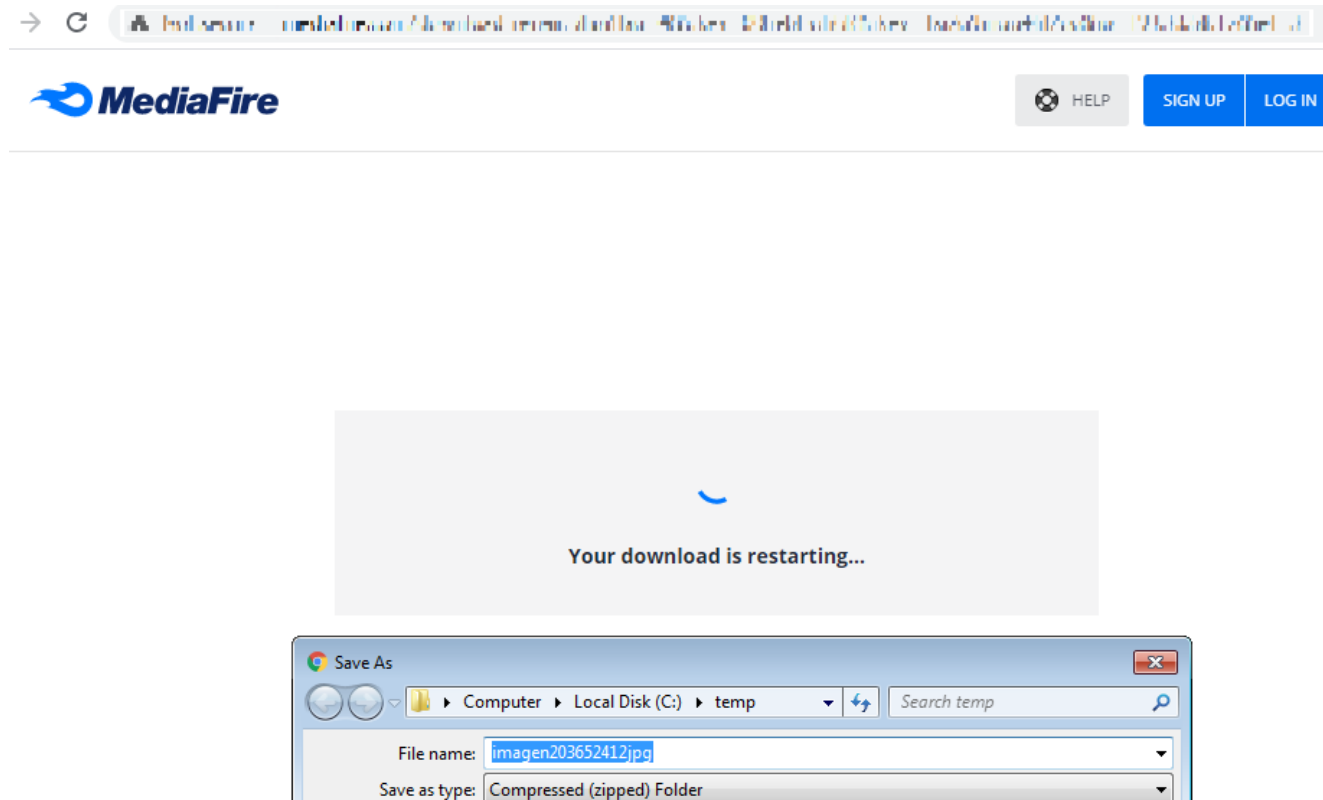 MediaFire
HELP
SIGN UP
LOG IN
Your download is restarting...
Save As
Computer
Local Disk (C:)
temp
Search temp
File name:
imagen203652412jpg
Save as type:
Compressed (zipped) Folder